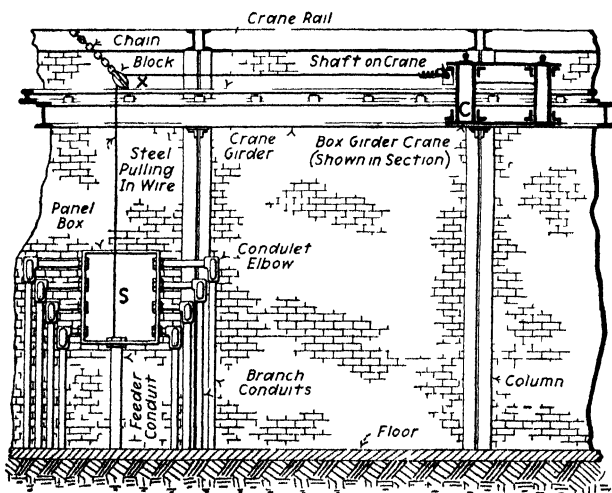 Crane Rail
Chain
Block
X
Shaft on Crane
C
Crane
Girder
Box Girder Crane
(Shown in Section)
Steel
Pulling
In Wire
Panel
Box
Condulet
Elbow
S
Branch
Conduits
Column
Feeder
Conduit
Floor